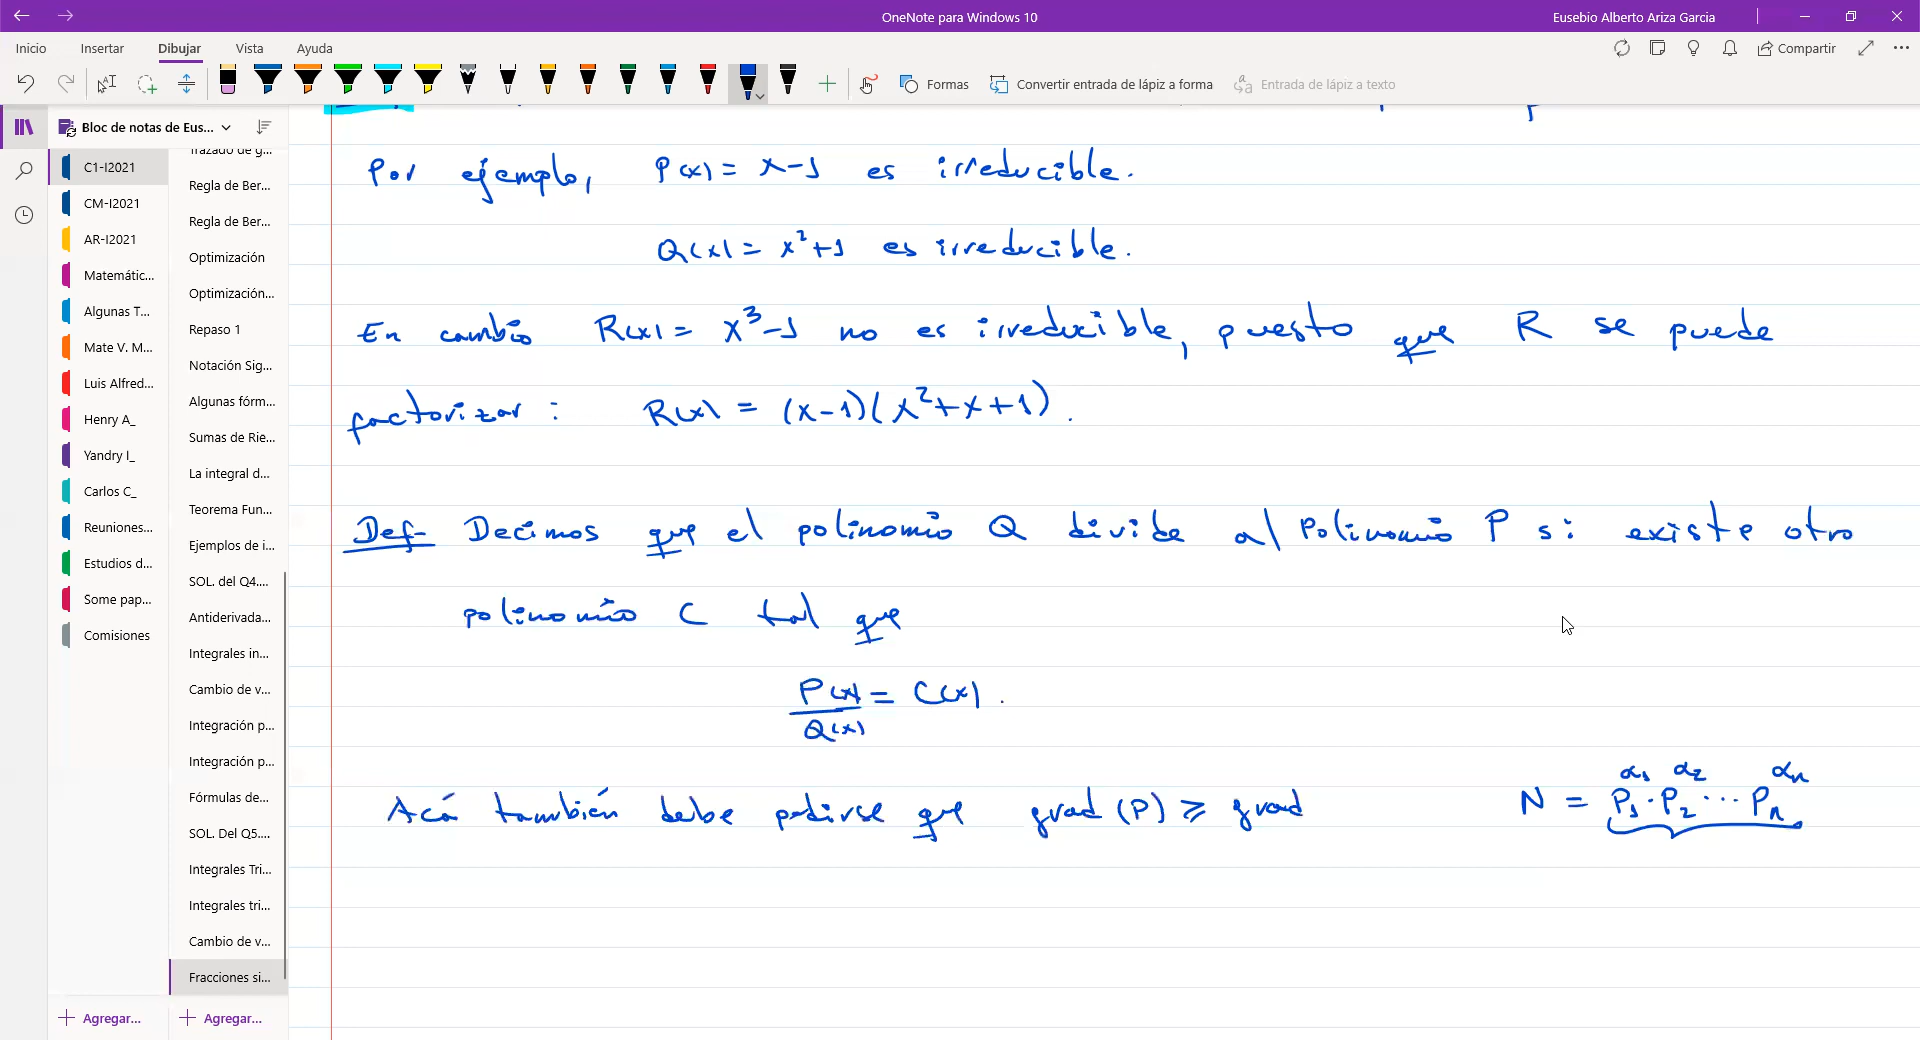 OneNote para Windows 10
Eusebio Alberto Ariza Garcia
Inicio
Insertar
Dibujar
Vista
Ayuda
Compartir
Formas
Convertir entrada de lápiz a forma
Entrada de lápiz a texto
Bloc de notas de Eus...
C1-I2021
CM-I2021
AR-I2021
Matemátic...
Algunas T...
Mate V. M...
Luis Alfred...
Henry A_
Yandry I_
Carlos C_
Reuniones...
Estudios d...
Some pap...
Comisiones
Agregar...
Trazado de g...
Regla de Ber...
Regla de Ber...
Optimización
Optimización...
Repaso 1
Notación Sig...
Algunas fórm...
Sumas de Rie...
La integral d...
Teorema Fun...
Ejemplos de i...
SOL. del Q4....
Antiderivada...
Integrales in...
Cambio de v...
Integración p...
Integración p...
Fórmulas de...
SOL. Del Q5....
Integrales Tri...
Integrales tri...
Cambio de v...
Fracciones si...
Agregar...
Por ejemplo, P(x) = x-1 es irreducible.
Q(x) = x²+1 es irreducible.
En cambio R(x) = x³-1 no es irreducible, puesto que R se puede
factorizar: R(x) = (x-1)(x²+x+1).
Def- Decimos que el polinomio Q divide al Polinomio P si existe otro
polinomio C tal que
P(x)/Q(x) = C(x).
Acá también debe pedirse que grad (P) ≥ grad
N = P₁^α₁ · P₂^α₂ ··· Pₙ^αₙ